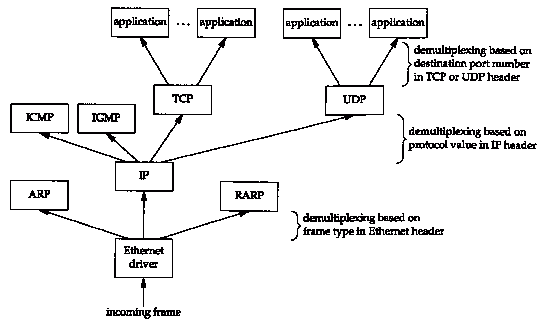 application ... application application ... application
demultiplexing based on
destination port number
in TCP or UDP header
TCP UDP
ICMP IGMP
demultiplexing based on
protocol value in IP header
IP
ARP RARP
demultiplexing based on
frame type in Ethernet header
Ethernet
driver
incoming frame